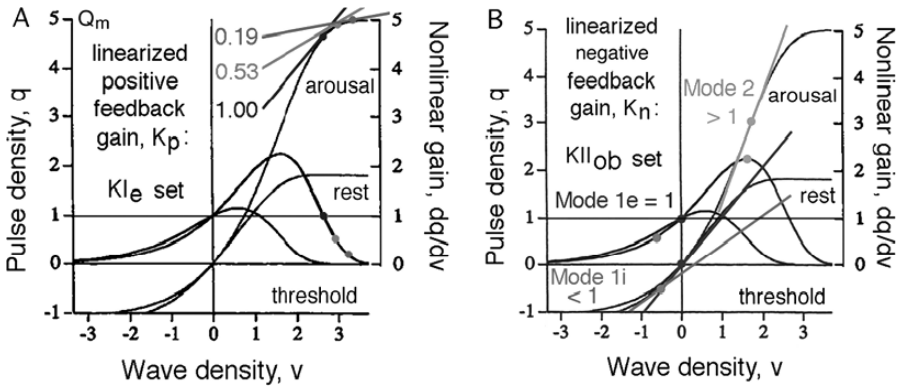 A
Qm
linearized
positive
feedback
gain, Kp:
KIe set
0.19
0.53
1.00
arousal
rest
threshold
Pulse density, q
5
4
3
2
1
0
-1
-3 -2 -1 0 1 2 3
Wave density, v
5
4
3
2
1
0
Nonlinear gain, dq/dv
B
linearized
negative
feedback
gain, Kn:
KIIob set
Mode 2
> 1
arousal
Mode 1e = 1
rest
Mode 1i
< 1
threshold
Pulse density, q
5
4
3
2
1
0
-1
-3 -2 -1 0 1 2 3
Wave density, v
5
4
3
2
1
0
Nonlinear gain, dq/dv